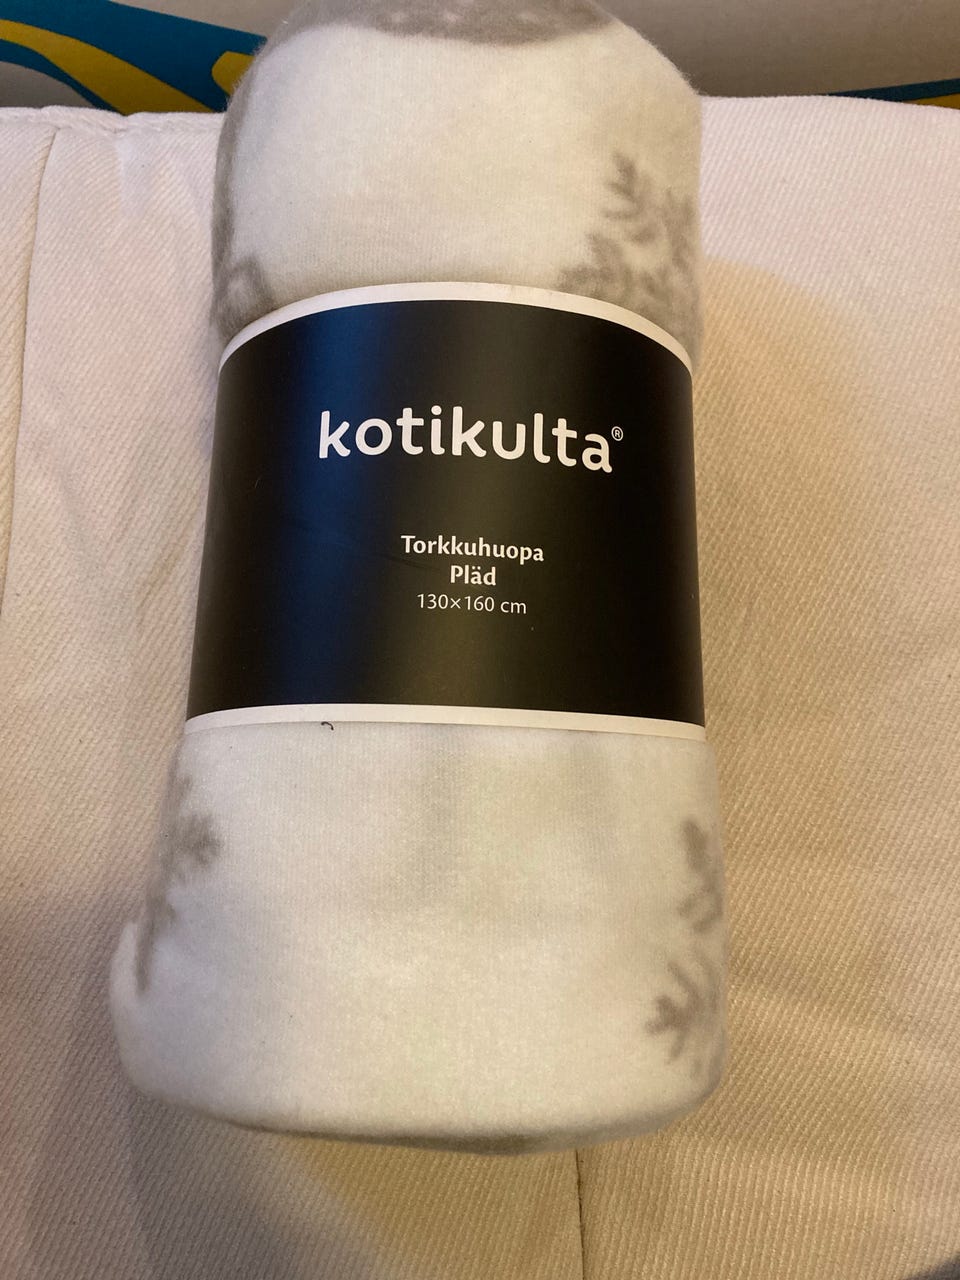 kotikulta®
Torkkuhuopa
Pläd
130×160 cm